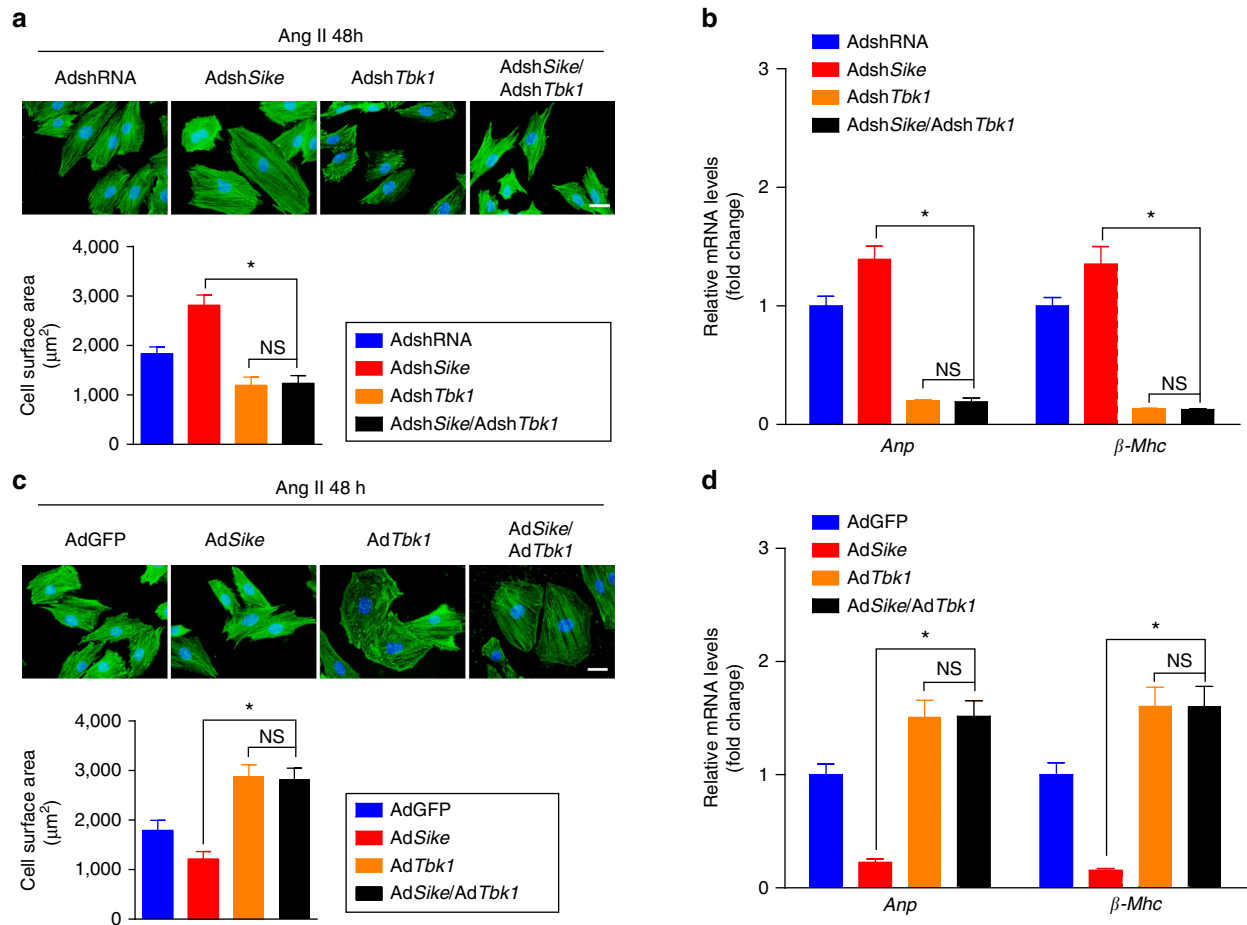 a
Ang II 48h
AdshRNA
AdshSike
AdshTbk1
AdshSike/
AdshTbk1
4,000
3,000
2,000
1,000
0
Cell surface area
(μm²)
*
NS
AdshRNA
AdshSike
AdshTbk1
AdshSike/AdshTbk1
b
AdshRNA
AdshSike
AdshTbk1
AdshSike/AdshTbk1
3
2
1
0
Relative mRNA levels
(fold change)
*
NS
*
NS
Anp
β-Mhc
c
Ang II 48 h
AdGFP
AdSike
AdTbk1
AdSike/
AdTbk1
4,000
3,000
2,000
1,000
0
Cell surface area
(μm²)
*
NS
AdGFP
AdSike
AdTbk1
AdSike/AdTbk1
d
AdGFP
AdSike
AdTbk1
AdSike/AdTbk1
3
2
1
0
Relative mRNA levels
(fold change)
*
NS
*
NS
Anp
β-Mhc